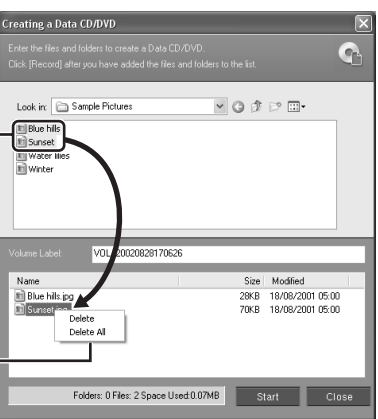 Creating a Data CD/DVD
Enter the files and folders to create a Data CD/DVD.
Click [Record] after you have added the files and folders to the list.
Look in: Sample Pictures
Blue hills
Sunset
Water lilies
Winter
Volume Label: VOL_20020828170626
Name Size Modified
Blue hills.jpg 28KB 18/08/2001 05:00
Sunset.jpg 70KB 18/08/2001 05:00
Delete
Delete All
Folders: 0 Files: 2 Space Used:0.07MB Start Close